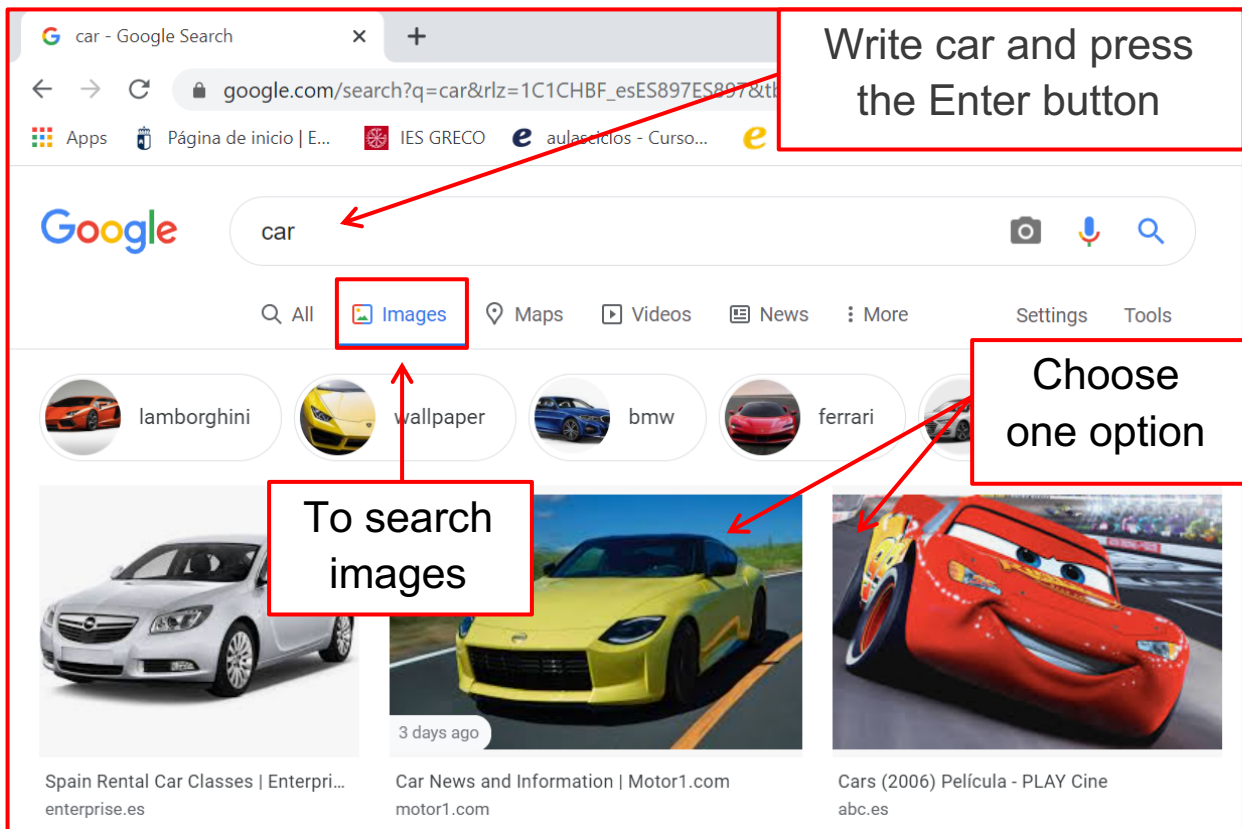 car - Google Search
Write car and press
the Enter button
google.com/search?q=car&rlz=1C1CHBF_esES897ES897&tb
Apps
Página de inicio | E...
IES GRECO
aulasciclos - Curso...
Google
car
All
Images
Maps
Videos
News
More
Settings
Tools
Choose
one option
lamborghini
wallpaper
bmw
ferrari
To search
images
3 days ago
Spain Rental Car Classes | Enterpri...
enterprise.es
Car News and Information | Motor1.com
motor1.com
Cars (2006) Película - PLAY Cine
abc.es